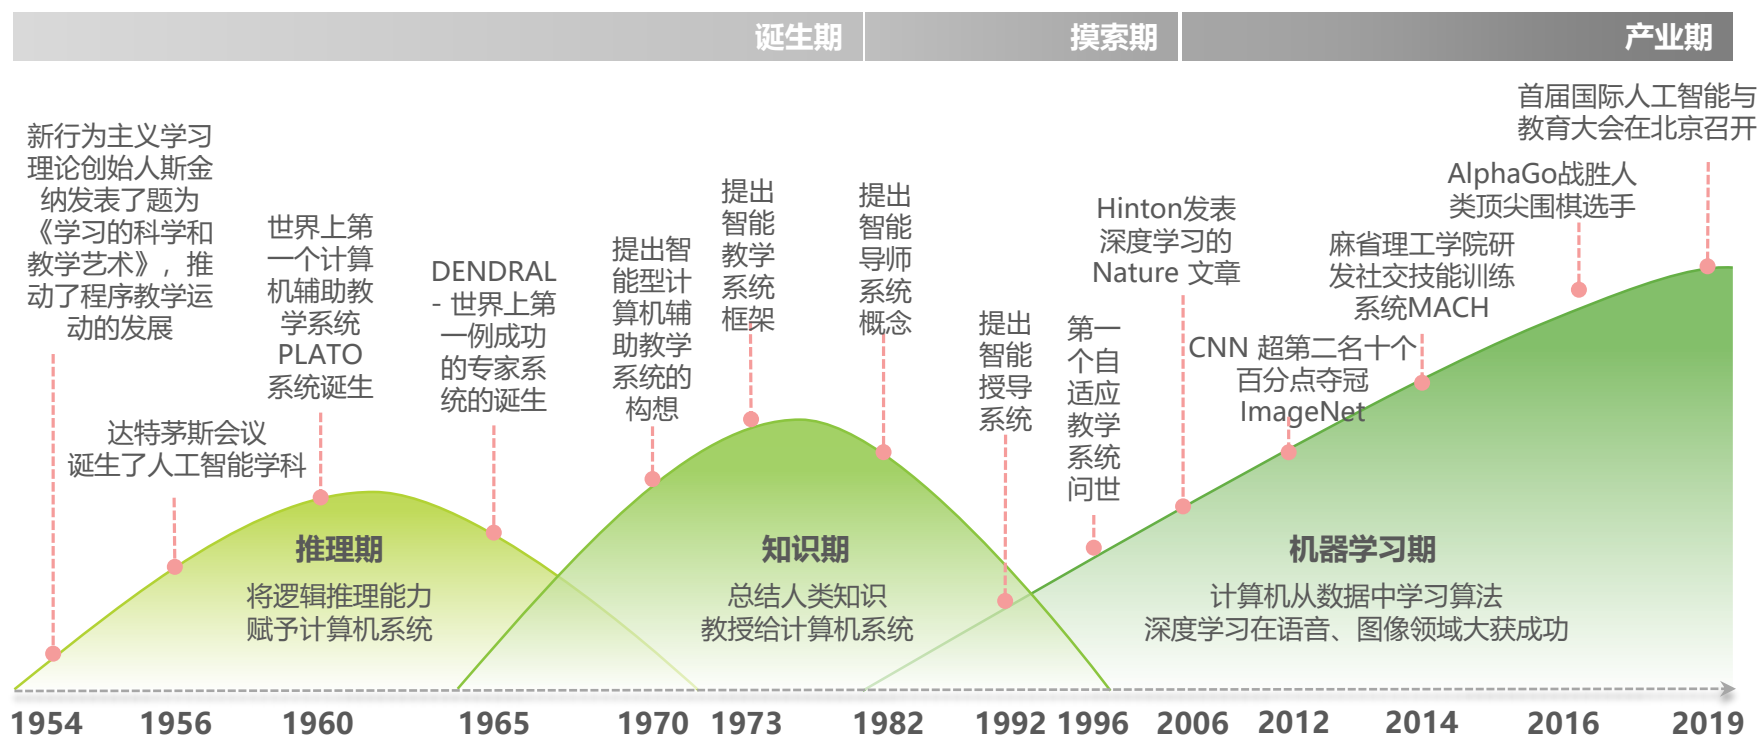 诞生期
摸索期
产业期
新行为主义学习
理论创始人斯金
纳发表了题为
《学习的科学和
教学艺术》，推
动了程序教学运
动的发展
达特茅斯会议
诞生了人工智能学科
世界上第
一个计算
机辅助教
学系统
PLATO
系统诞生
DENDRAL
- 世界上第
一例成功
的专家系
统的诞生
提出智
能型计
算机辅
助教学
系统的
构想
提出
智能
教学
系统
框架
提出
智能
导师
系统
概念
提出
智能
授导
系统
第一
个自
适应
教学
系统
问世
Hinton发表
深度学习的
Nature 文章
CNN 超第二名十个
百分点夺冠
ImageNet
麻省理工学院研
发社交技能训练
系统MACH
AlphaGo战胜人
类顶尖围棋选手
首届国际人工智能与
教育大会在北京召开
推理期
将逻辑推理能力
赋予计算机系统
知识期
总结人类知识
教授给计算机系统
机器学习期
计算机从数据中学习算法
深度学习在语音、图像领域大获成功
1954
1956
1960
1965
1970
1973
1982
1992
1996
2006
2012
2014
2016
2019